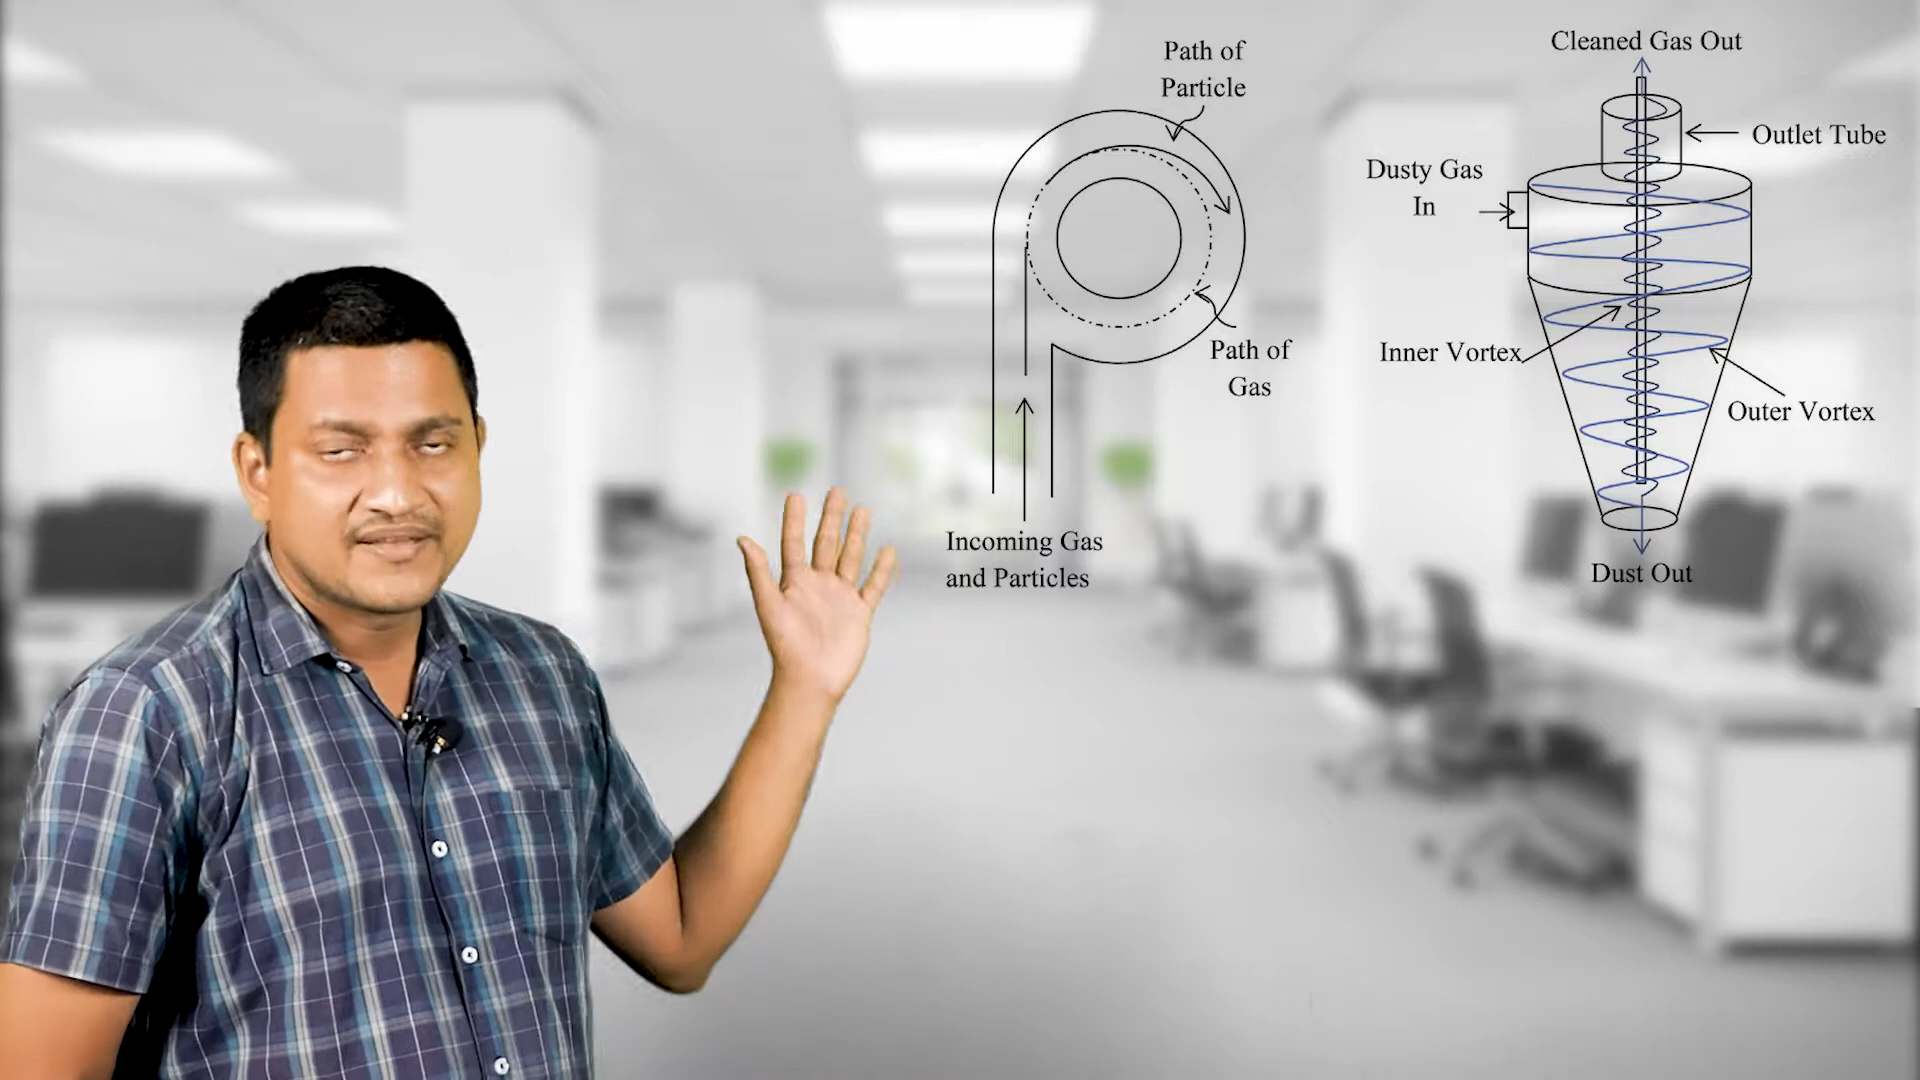 Path of
Particle
Path of
Gas
Incoming Gas
and Particles
Cleaned Gas Out
Outlet Tube
Dusty Gas
In
Inner Vortex
Outer Vortex
Dust Out